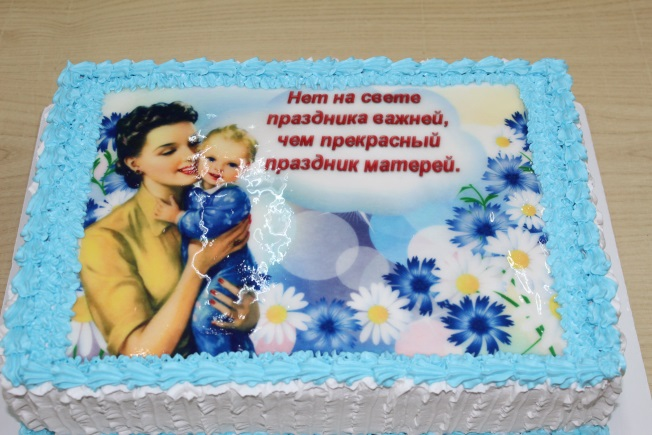 Нет на свете
праздника важней,
чем прекрасный
праздник матерей.